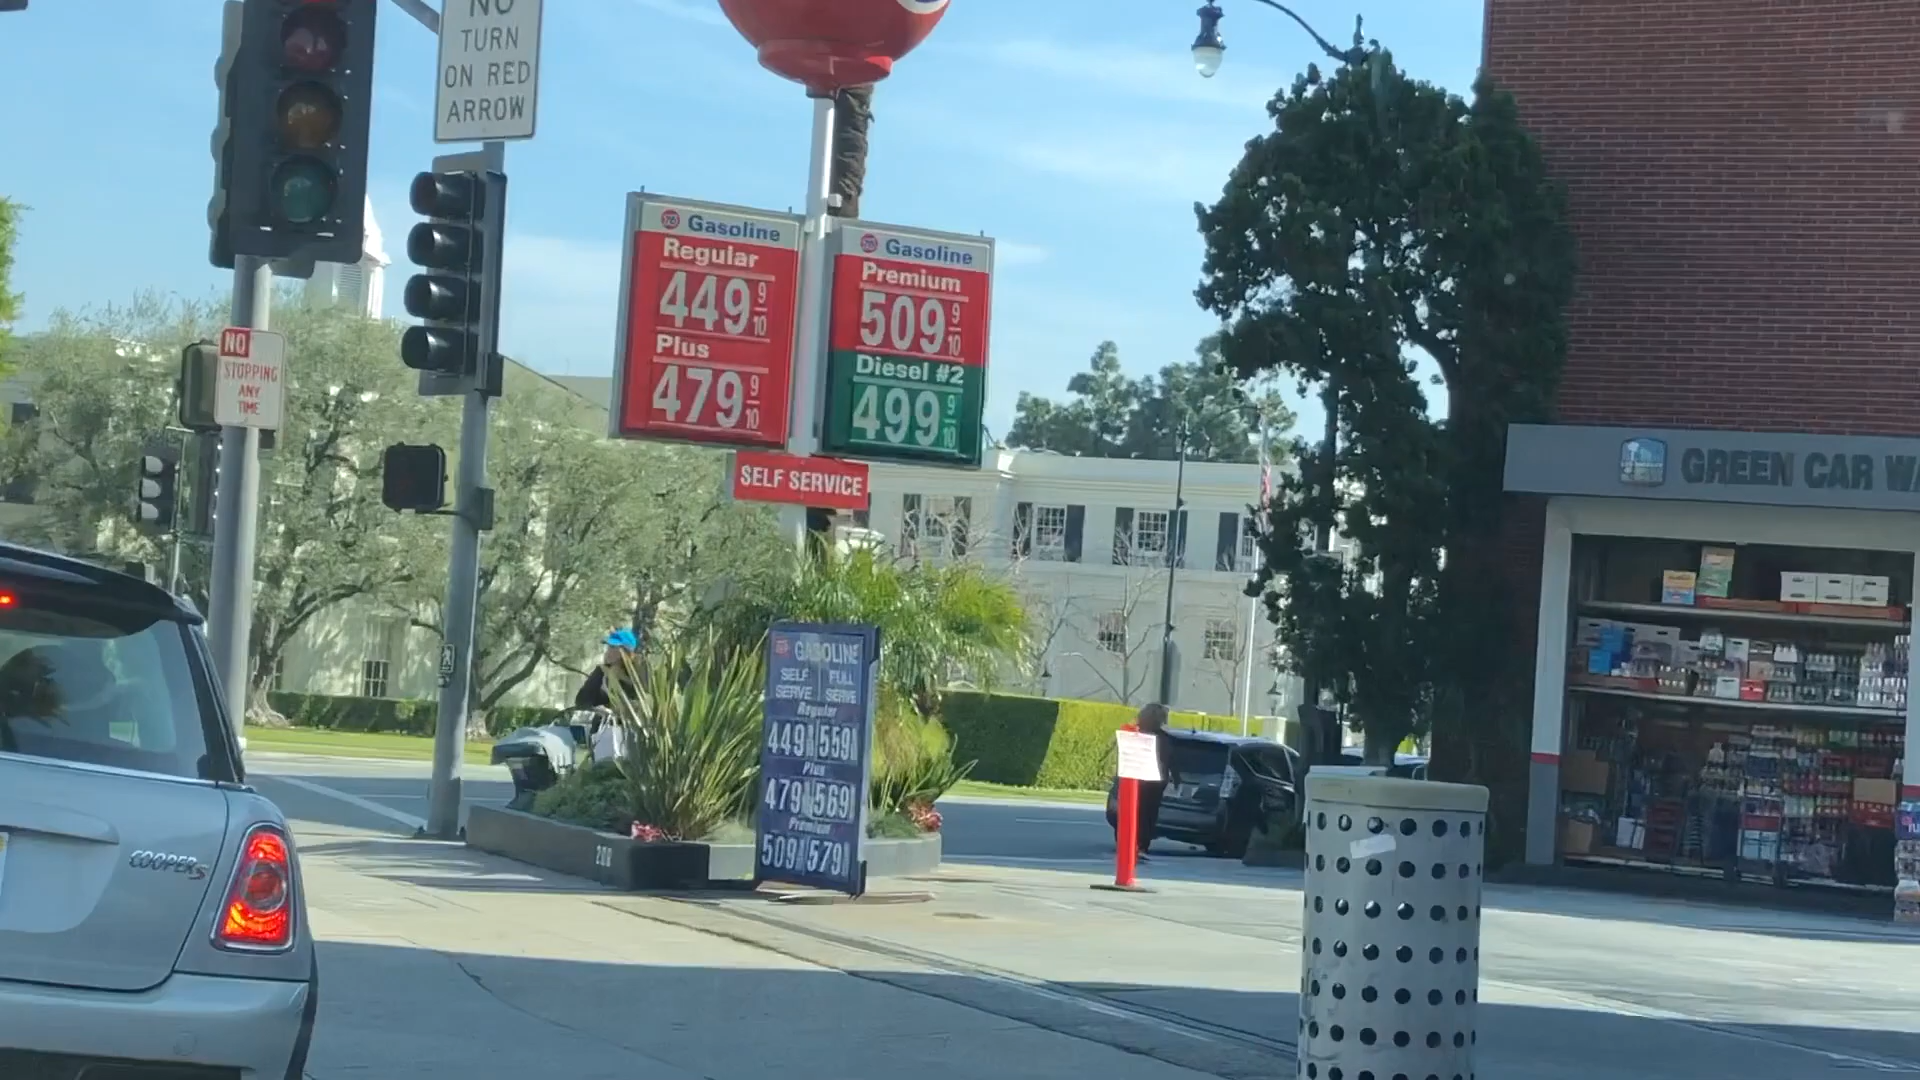 NO
TURN
ON RED
ARROW
NO
STOPPING
ANY
TIME
76 Gasoline
Regular
449 9/10
Plus
479 9/10
76 Gasoline
Premium
509 9/10
Diesel #2
499 9/10
SELF SERVICE
GREEN CAR WA
GASOLINE
SELF FULL
SERVE SERVE
Regular
449 559
Plus
479 569
Premium
509 579
COOPER S